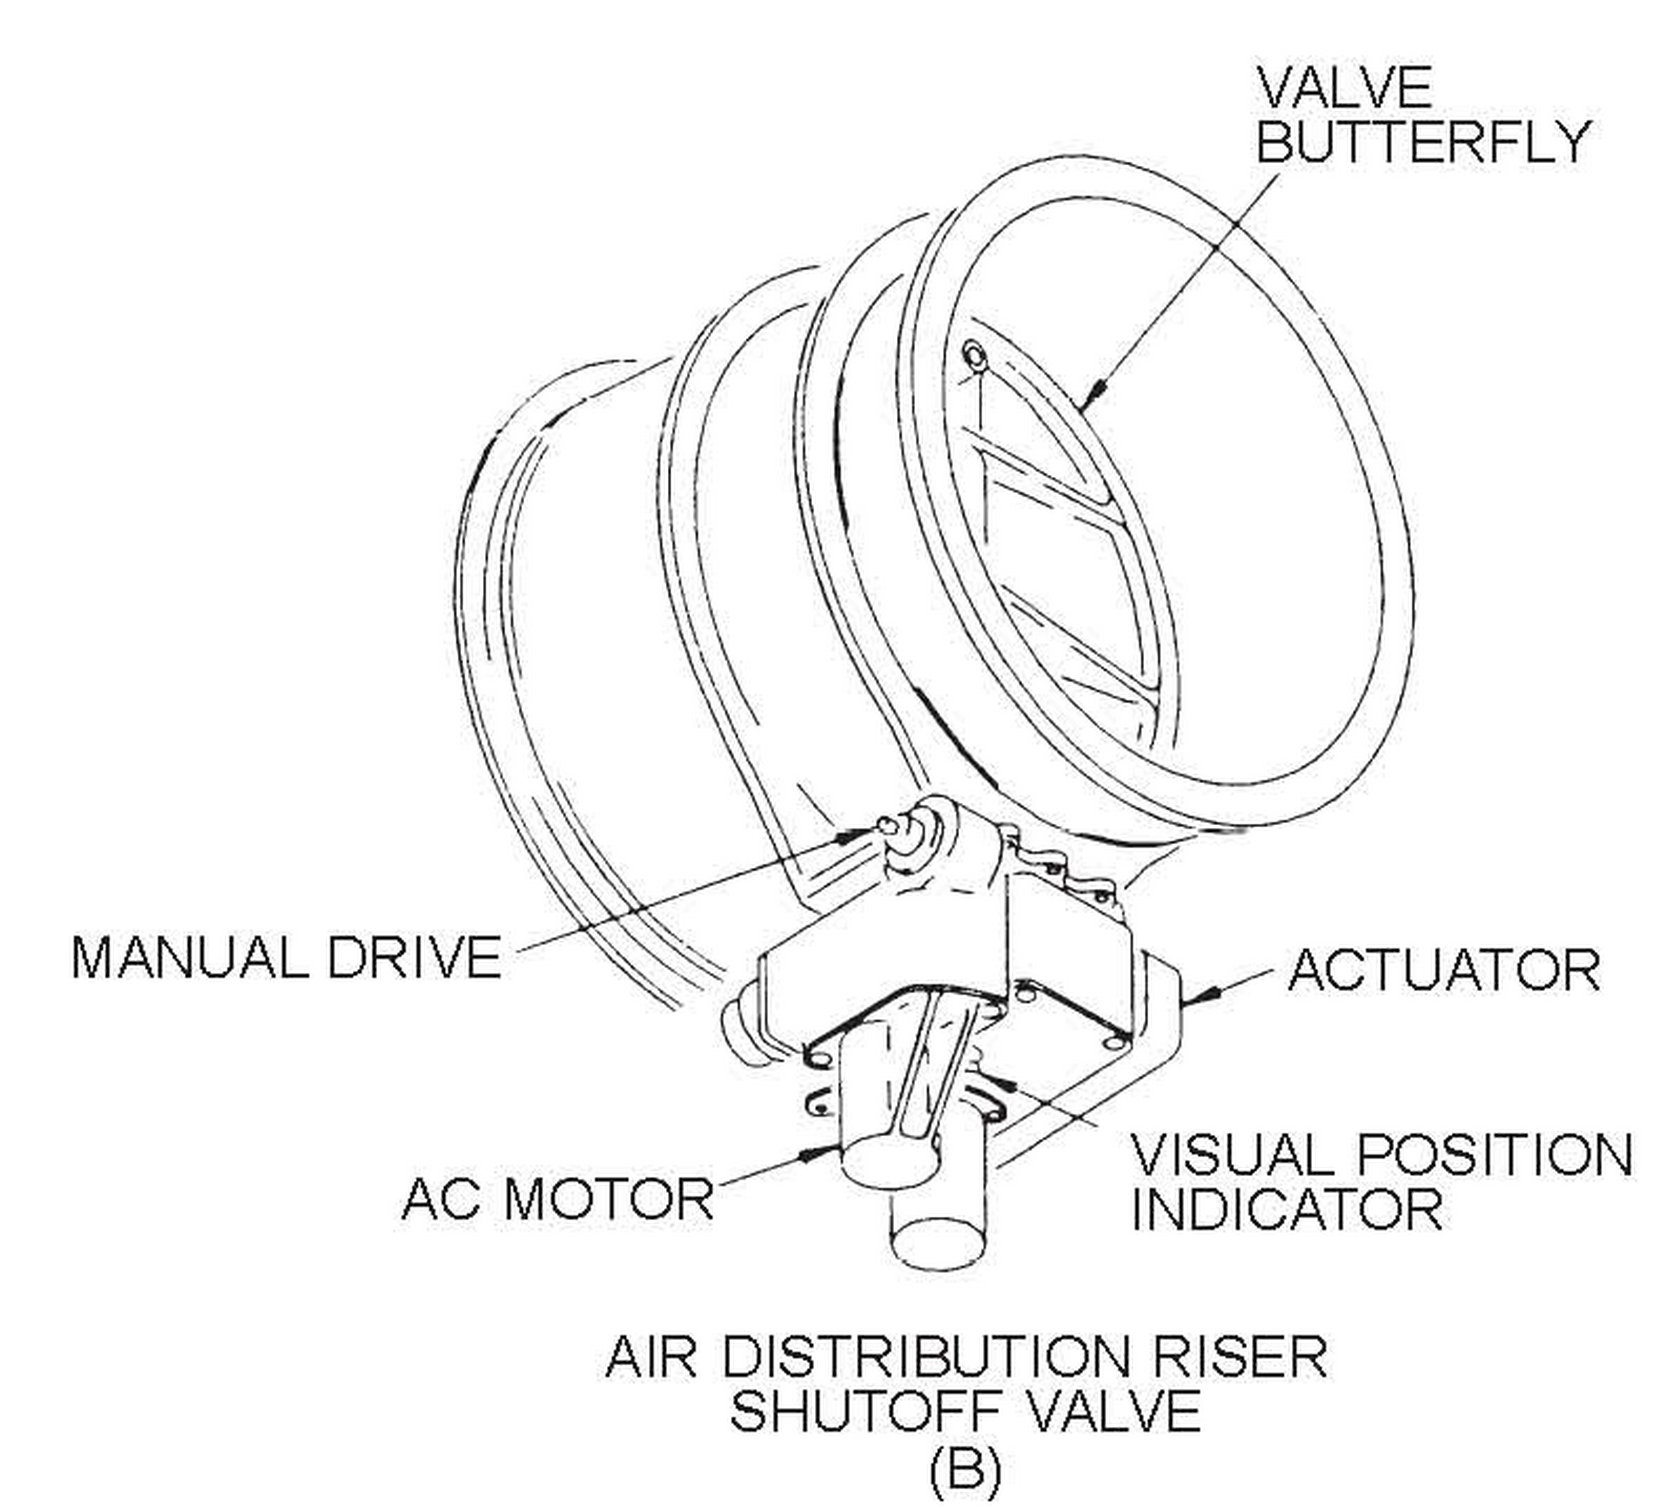 VALVE
BUTTERFLY
MANUAL DRIVE
ACTUATOR
VISUAL POSITION
INDICATOR
AC MOTOR
AIR DISTRIBUTION RISER
SHUTOFF VALVE
(B)